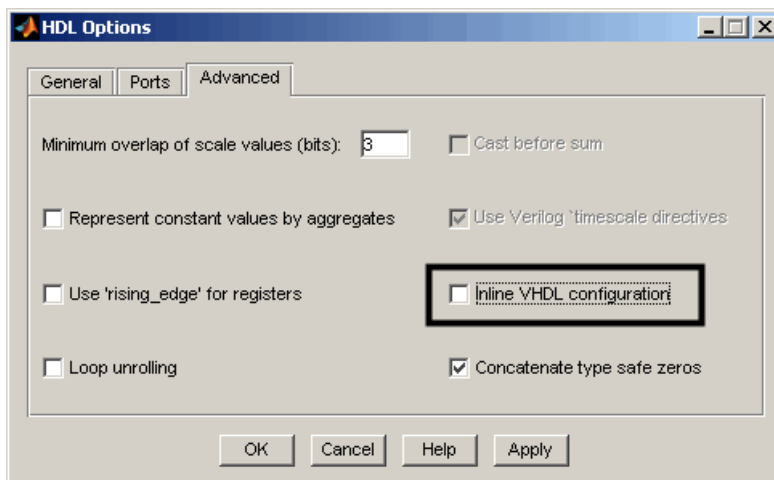 HDL Options
General Ports Advanced
Minimum overlap of scale values (bits): 3
Cast before sum
Represent constant values by aggregates
Use Verilog `timescale directives
Use 'rising_edge' for registers
Inline VHDL configuration
Loop unrolling
Concatenate type safe zeros
OK Cancel Help Apply